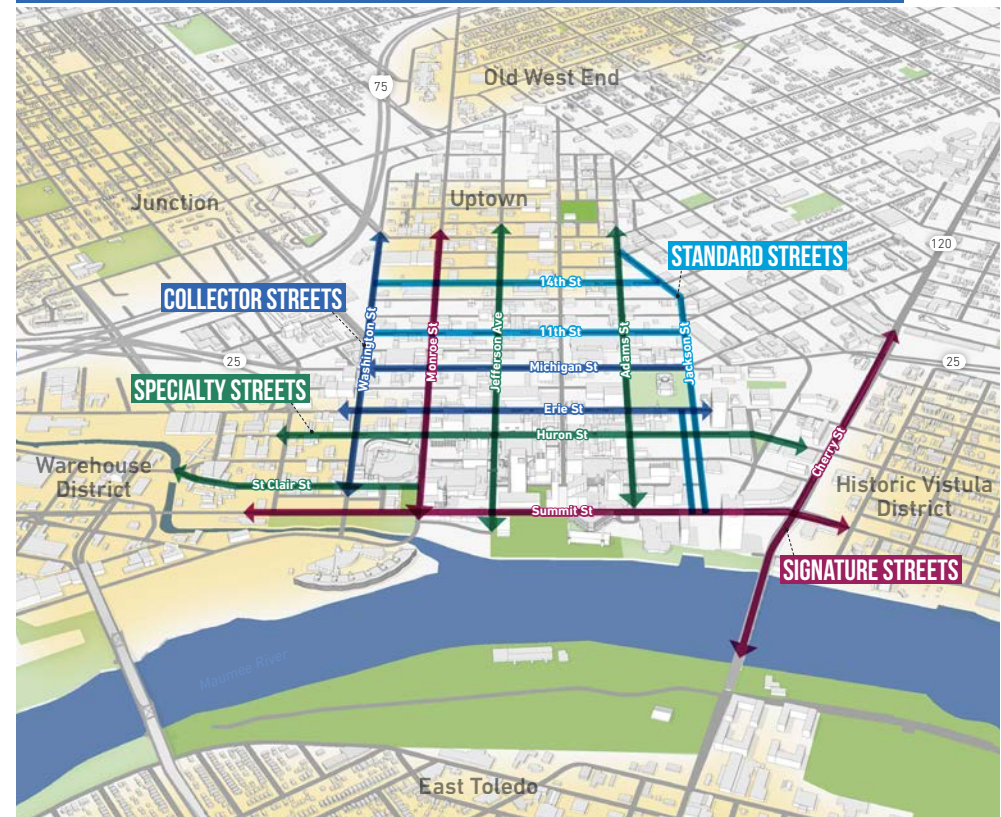 Old West End
75
Junction
Uptown
120
STANDARD STREETS
14th St
COLLECTOR STREETS
Washington St
Monroe St
Jefferson Ave
Adams St
Jackson St
11th St
25
Michigan St
25
SPECIALTY STREETS
Erie St
Huron St
Cherry St
Warehouse
District
St Clair St
Historic Vistula
District
Summit St
SIGNATURE STREETS
Maumee River
East Toledo